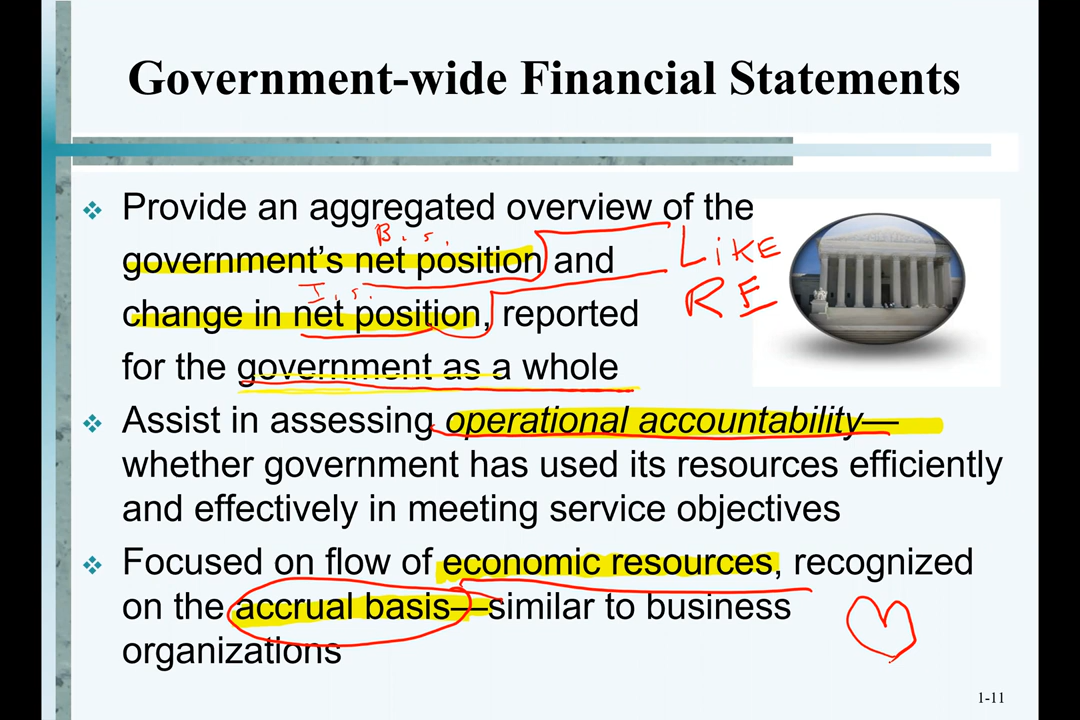 Government-wide Financial Statements
❖ Provide an aggregated overview of the
B.s.
government's net position and
LiKE
I.s.
RE
change in net position, reported
for the government as a whole
❖ Assist in assessing operational accountability—
whether government has used its resources efficiently
and effectively in meeting service objectives
❖ Focused on flow of economic resources, recognized
on the accrual basis—similar to business
organizations
1-11